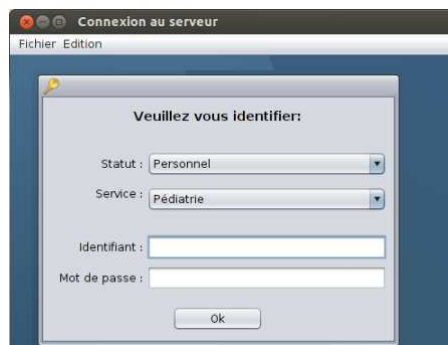 Connexion au serveur
Fichier Edition
Veuillez vous identifier:
Statut : Personnel
Service : Pédiatrie
Identifiant :
Mot de passe :
Ok